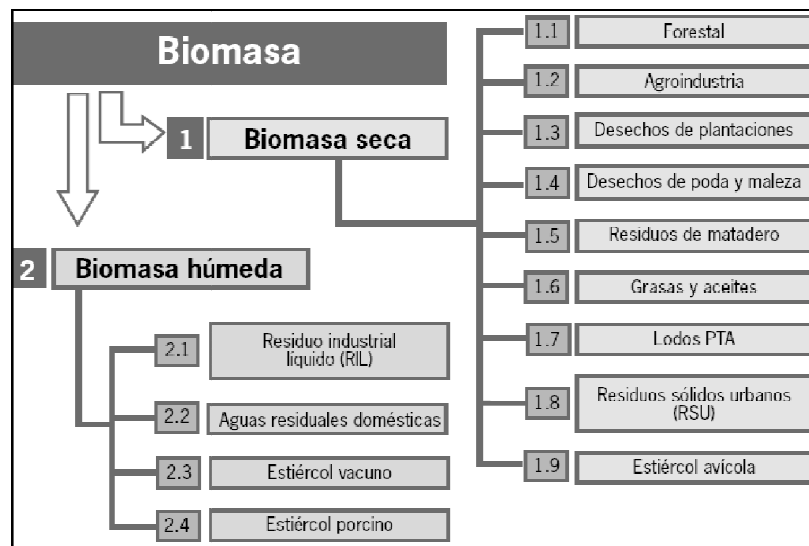 Biomasa
1 Biomasa seca
1.1 Forestal
1.2 Agroindustria
1.3 Desechos de plantaciones
1.4 Desechos de poda y maleza
1.5 Residuos de matadero
1.6 Grasas y aceites
1.7 Lodos PTA
1.8 Residuos sólidos urbanos
(RSU)
1.9 Estiércol avícola
2 Biomasa húmeda
2.1 Residuo industrial
líquido (RIL)
2.2 Aguas residuales domésticas
2.3 Estiércol vacuno
2.4 Estiércol porcino